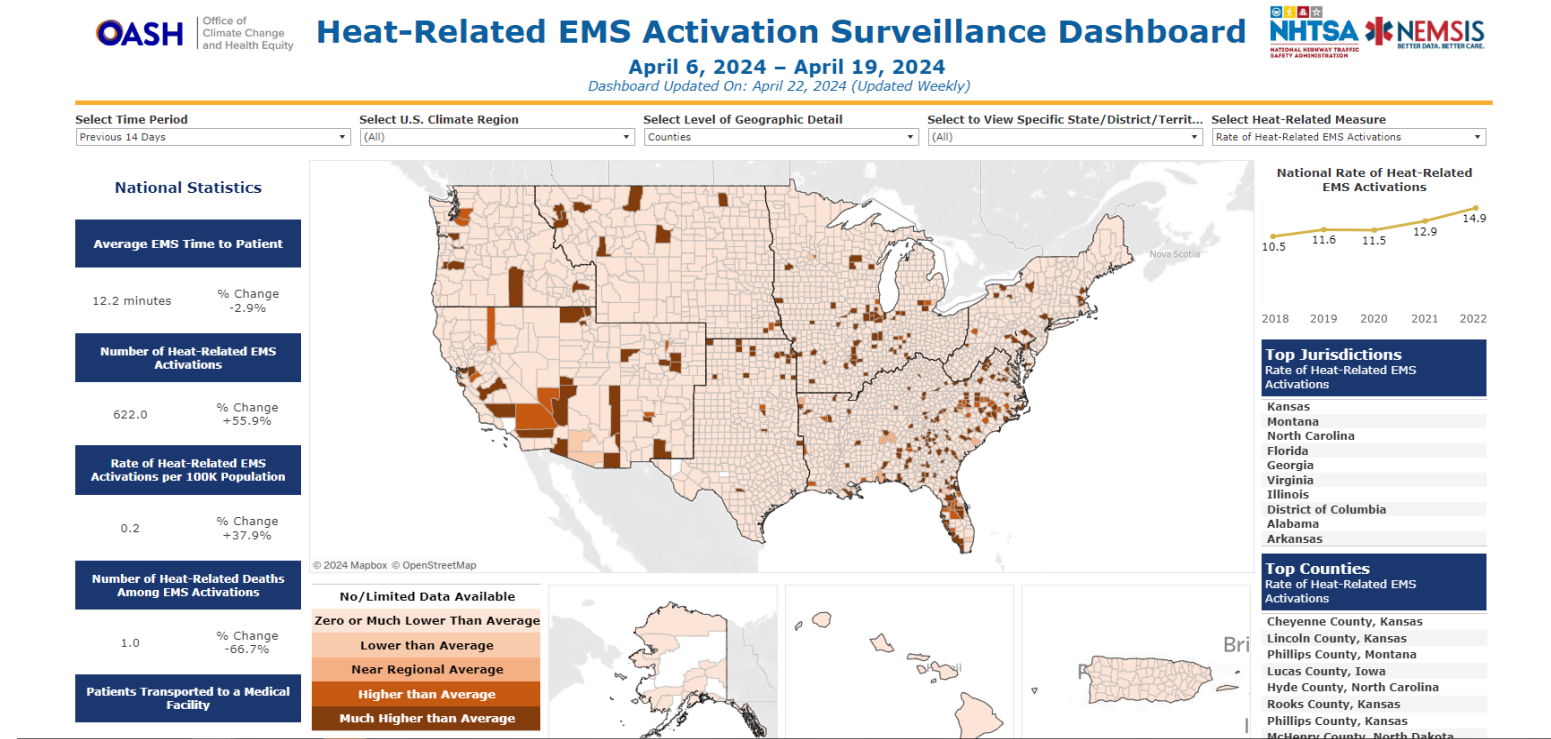 OASH
Office of
Climate Change
and Health Equity
Heat-Related EMS Activation Surveillance Dashboard
NHTSA
NATIONAL HIGHWAY TRAFFIC
SAFETY ADMINISTRATION
NEMSIS
BETTER DATA. BETTER CARE.
April 6, 2024 – April 19, 2024
Dashboard Updated On: April 22, 2024 (Updated Weekly)
Select Time Period
Previous 14 Days
Select U.S. Climate Region
(All)
Select Level of Geographic Detail
Counties
Select to View Specific State/District/Territ...
(All)
Select Heat-Related Measure
Rate of Heat-Related EMS Activations
National Statistics
Average EMS Time to Patient
12.2 minutes
% Change
-2.9%
Number of Heat-Related EMS
Activations
622.0
% Change
+55.9%
Rate of Heat-Related EMS
Activations per 100K Population
0.2
% Change
+37.9%
Number of Heat-Related Deaths
Among EMS Activations
1.0
% Change
-66.7%
Patients Transported to a Medical
Facility
Nova Scotia
© 2024 Mapbox © OpenStreetMap
No/Limited Data Available
Zero or Much Lower Than Average
Lower than Average
Near Regional Average
Higher than Average
Much Higher than Average
Bri
National Rate of Heat-Related
EMS Activations
10.5
11.6
11.5
12.9
14.9
2018 2019 2020 2021 2022
Top Jurisdictions
Rate of Heat-Related EMS
Activations
Kansas
Montana
North Carolina
Florida
Georgia
Virginia
Illinois
District of Columbia
Alabama
Arkansas
Top Counties
Rate of Heat-Related EMS
Activations
Cheyenne County, Kansas
Lincoln County, Kansas
Phillips County, Montana
Lucas County, Iowa
Hyde County, North Carolina
Rooks County, Kansas
Phillips County, Kansas
McHenry County, North Dakota